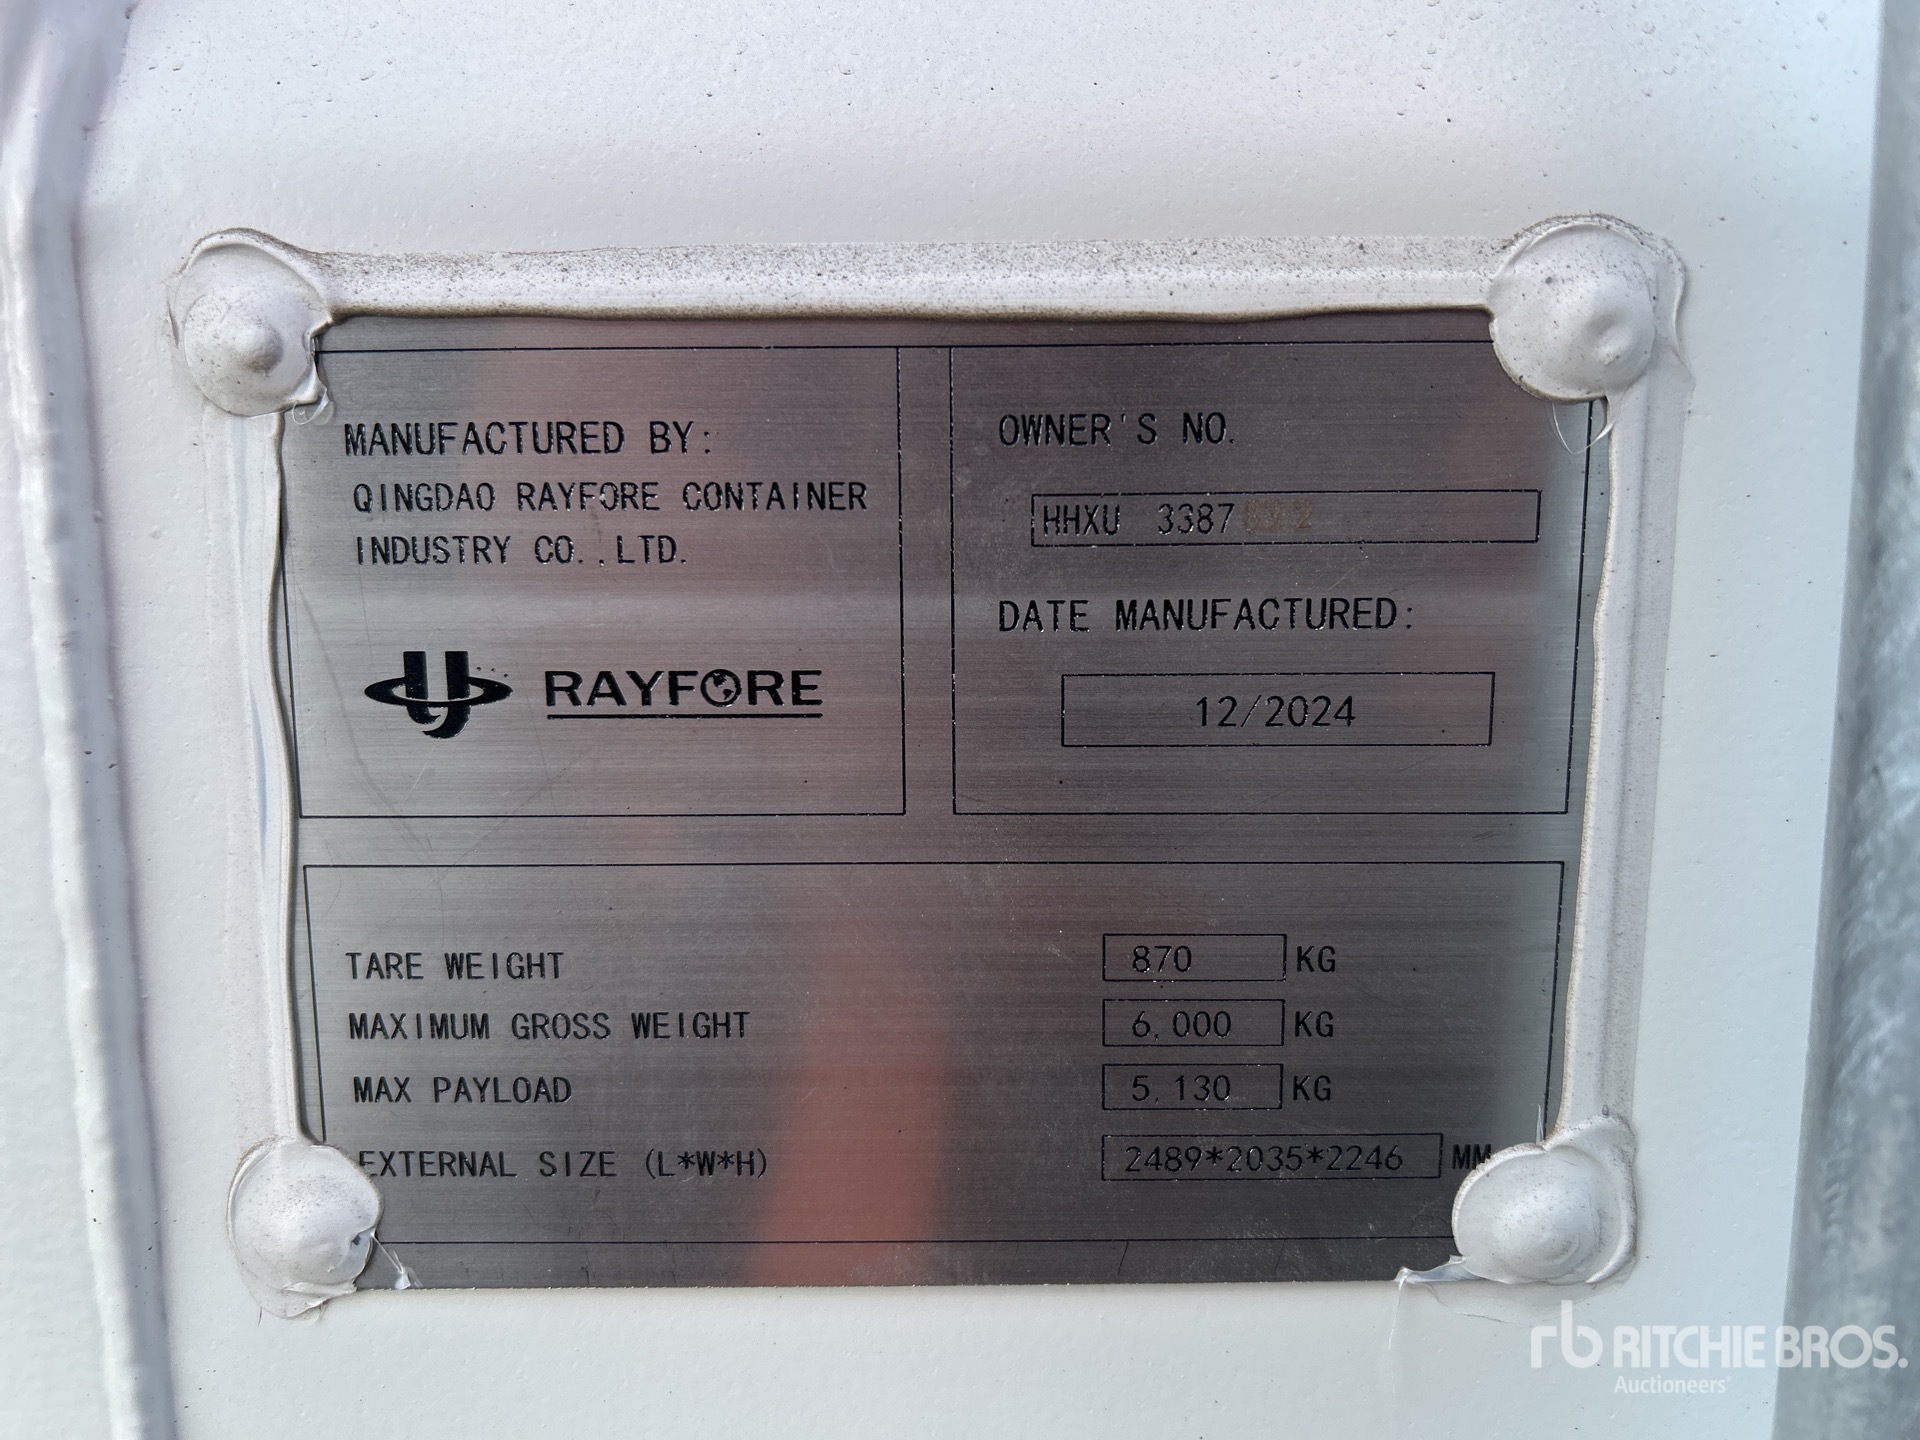 MANUFACTURED BY:
QINGDAO RAYFORE CONTAINER
INDUSTRY CO.,LTD.
RAYFORE
OWNER'S NO.
HHXU 3387
DATE MANUFACTURED:
12/2024
TARE WEIGHT 870 KG
MAXIMUM GROSS WEIGHT 6,000 KG
MAX PAYLOAD 5,130 KG
EXTERNAL SIZE (L*W*H) 2489*2035*2246 MM
rb RITCHIE BROS.
Auctioneers